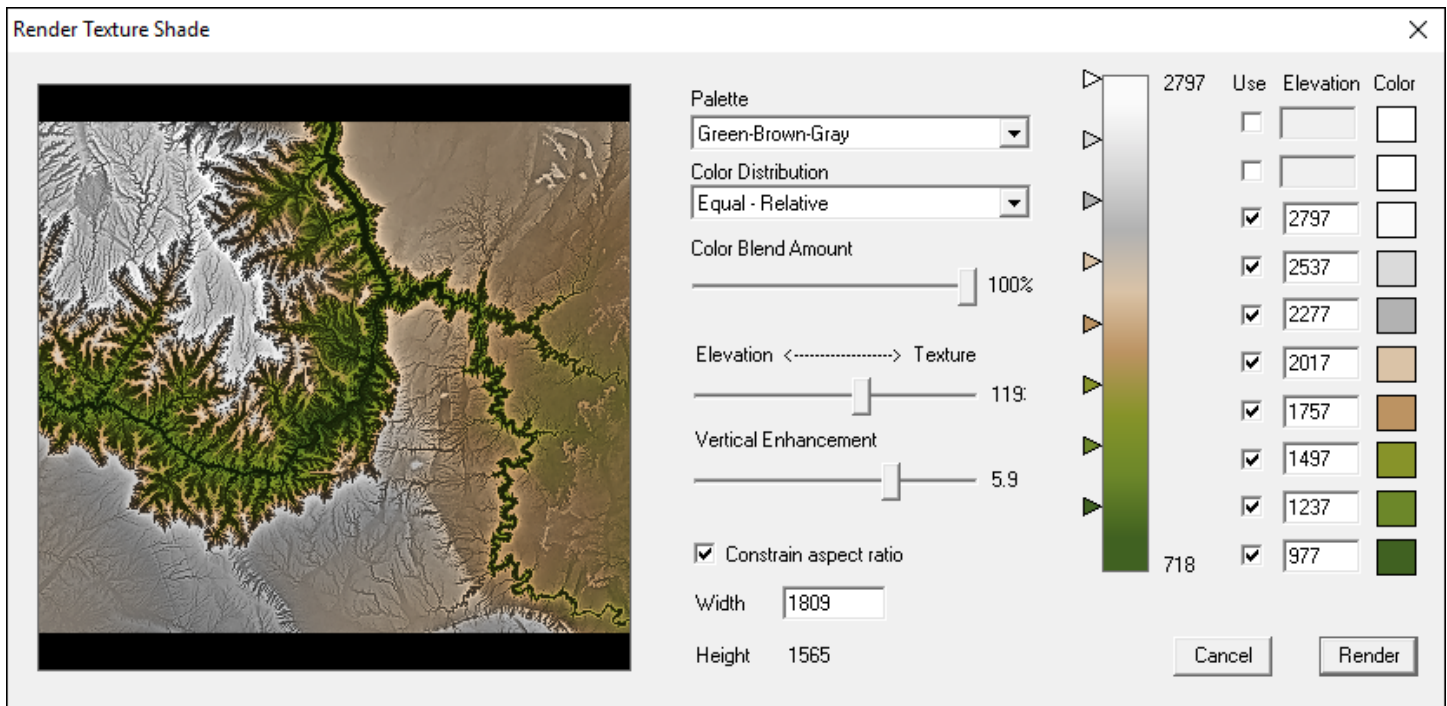 Render Texture Shade
Palette
Green-Brown-Gray
Color Distribution
Equal - Relative
Color Blend Amount
100%
Elevation <------------------> Texture
119:
Vertical Enhancement
5.9
Constrain aspect ratio
Width 1809
Height 1565
2797
718
Use Elevation Color
2797
2537
2277
2017
1757
1497
1237
977
Cancel Render